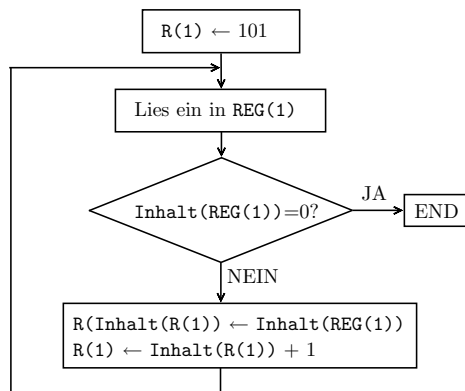 R(1) ← 101
Lies ein in REG(1)
Inhalt(REG(1))=0?
JA
END
NEIN
R(Inhalt(R(1)) ← Inhalt(REG(1))
R(1) ← Inhalt(R(1)) + 1